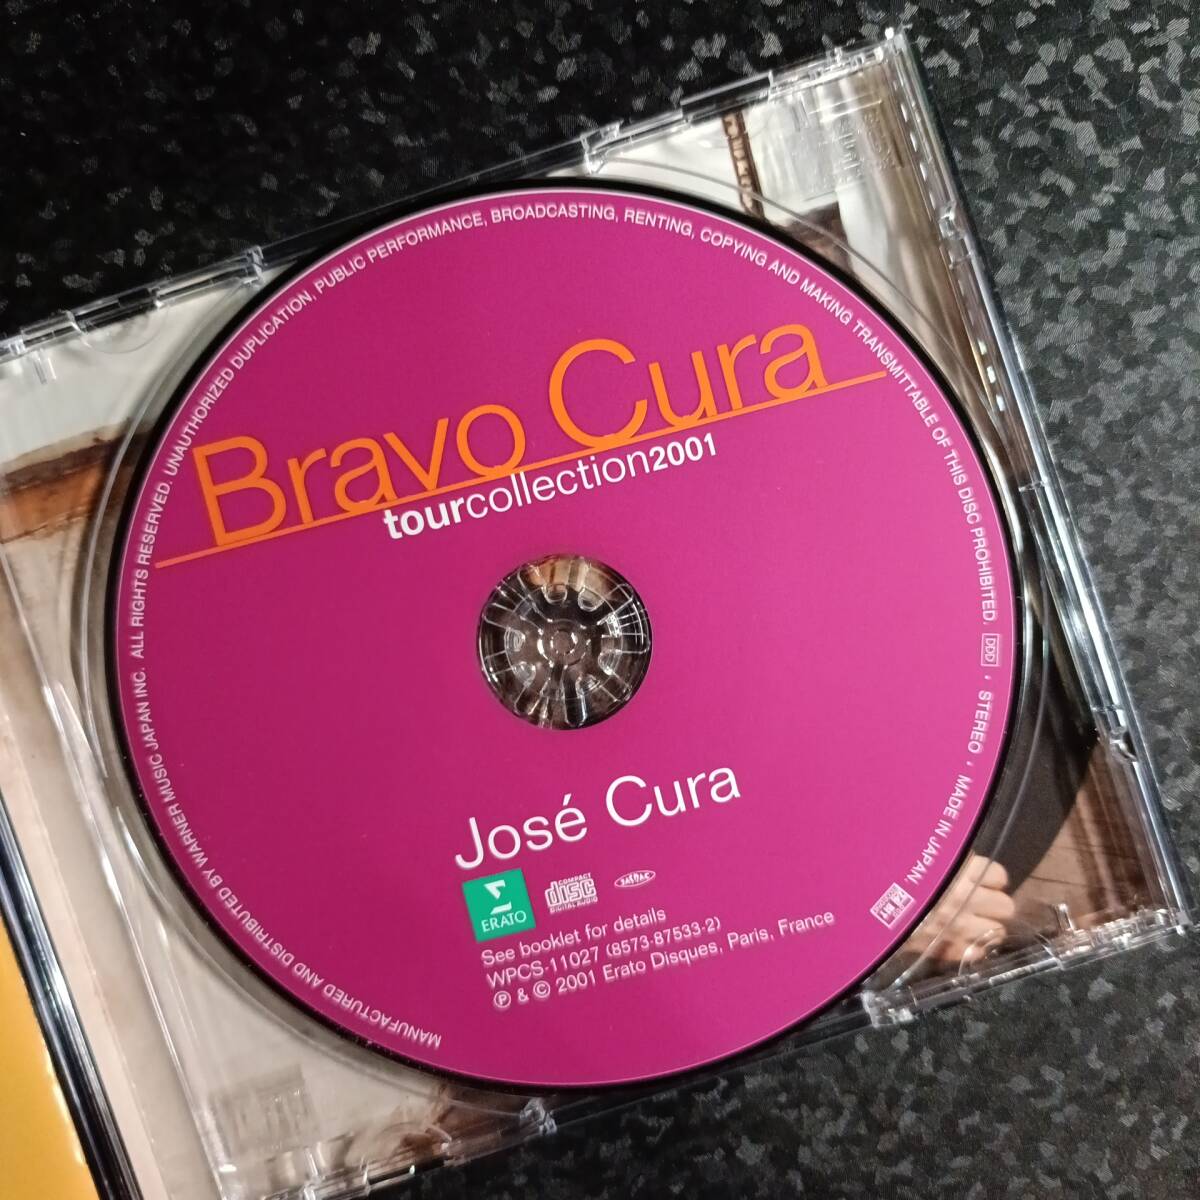 Bravo Cura
tourcollection2001
José Cura
Σ
ERATO
COMPACT
disc
DIGITAL AUDIO
JASRAC
See booklet for details
WPCS-11027 (8573-87533-2)
℗ & © 2001 Erato Disques, Paris, France
MANUFACTURED AND DISTRIBUTED BY WARNER MUSIC JAPAN INC. ALL RIGHTS RESERVED. UNAUTHORIZED DUPLICATION, PUBLIC PERFORMANCE, BROADCASTING, RENTING, COPYING AND MAKING TRANSMITTABLE OF THIS DISC PROHIBITED. DDD, STEREO, MADE IN JAPAN.